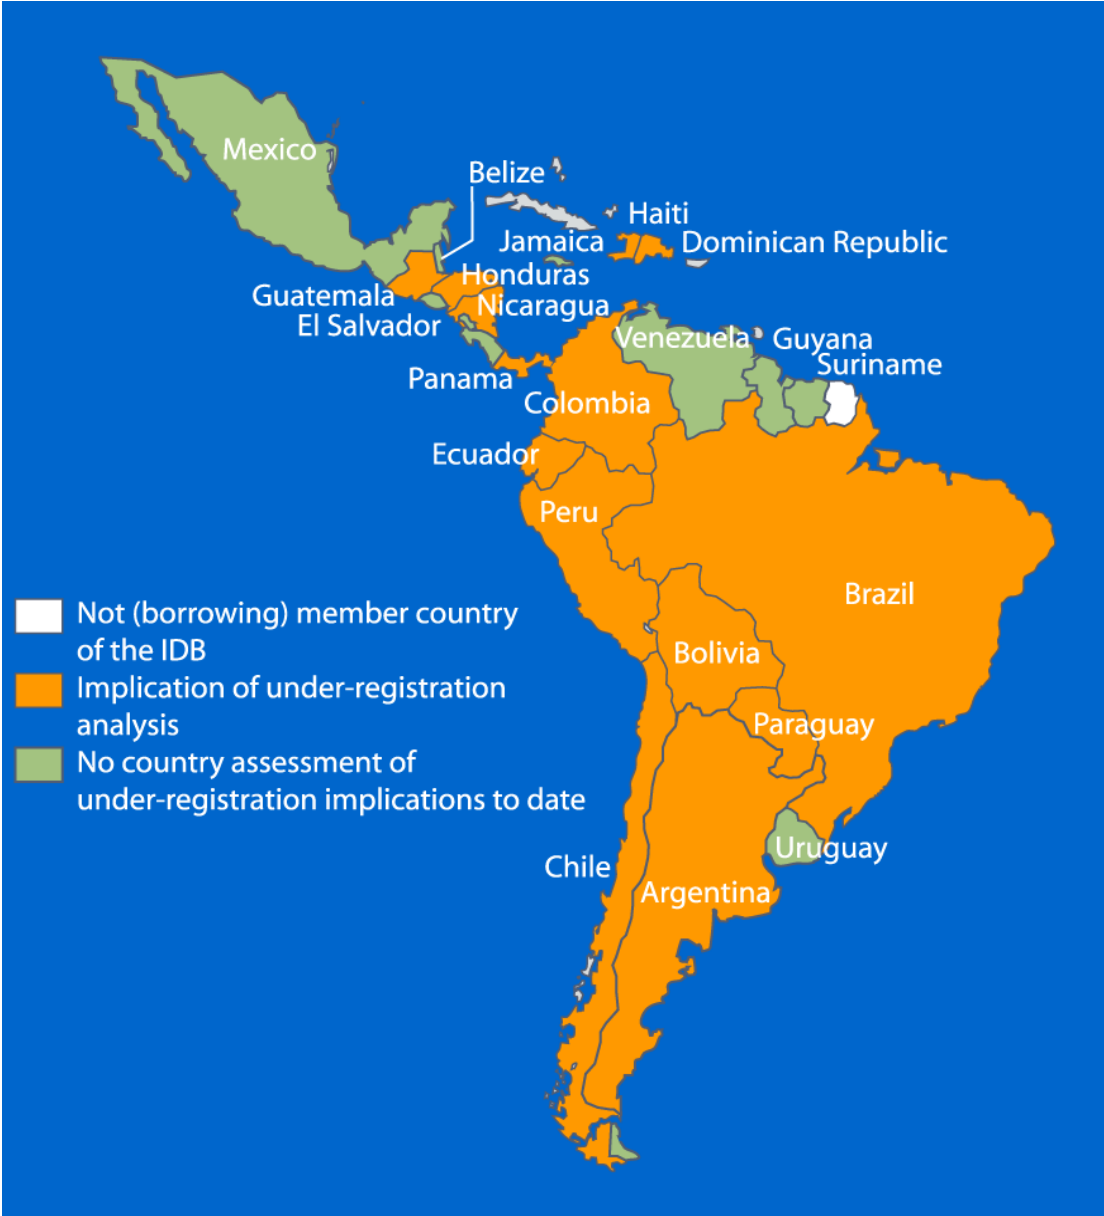 Mexico
Belize
Haiti
Jamaica
Dominican Republic
Honduras
Guatemala
Nicaragua
El Salvador
Venezuela
Guyana
Suriname
Panama
Colombia
Ecuador
Peru
Brazil
Not (borrowing) member country
of the IDB
Bolivia
Implication of under-registration
analysis
Paraguay
No country assessment of
under-registration implications to date
Uruguay
Chile
Argentina